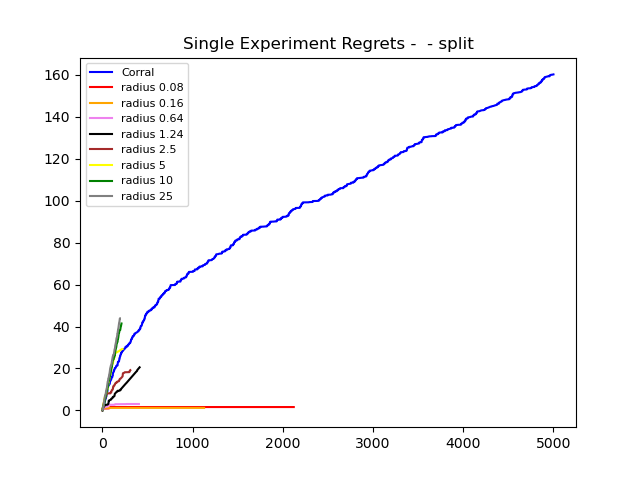 Single Experiment Regrets -  - split
Corral
radius 0.08
radius 0.16
radius 0.64
radius 1.24
radius 2.5
radius 5
radius 10
radius 25
160
140
120
100
80
60
40
20
0
0 1000 2000 3000 4000 5000